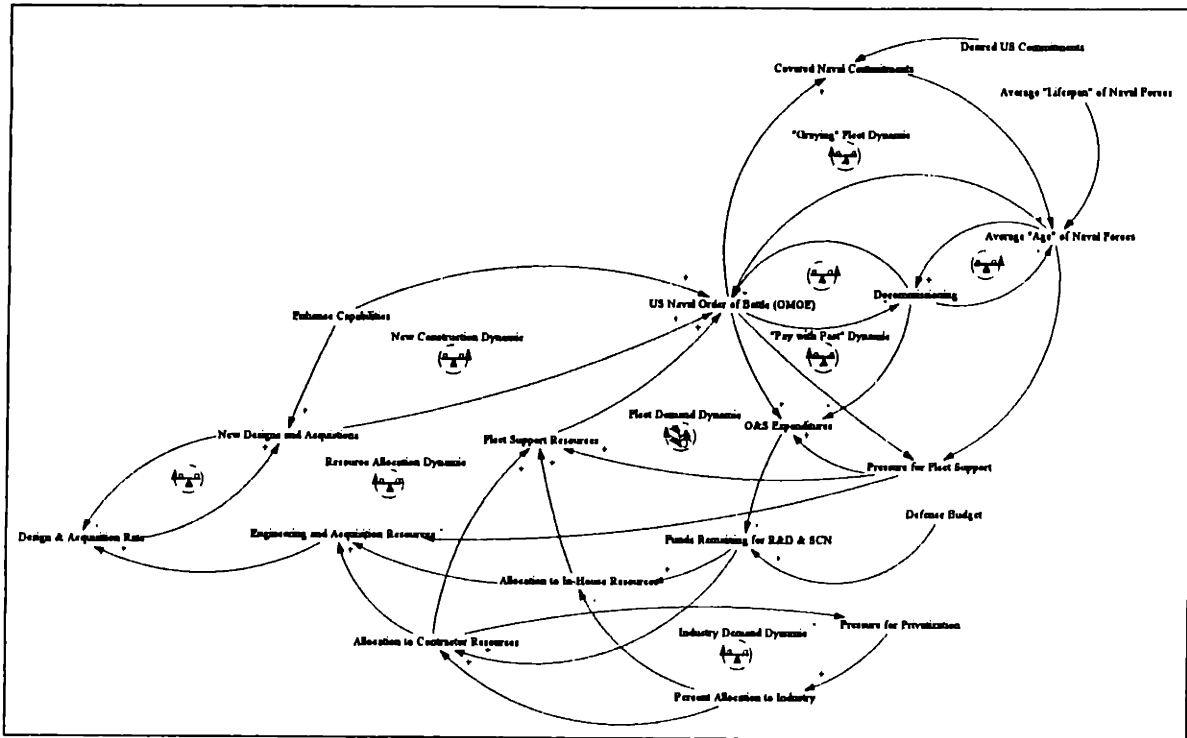 Desired US Commitments
Covered Naval Commitments
Average "Lifespan" of Naval Forces
"Graying" Fleet Dynamic
Average "Age" of Naval Forces
Decommissioning
US Naval Order of Battle (OMOE)
Enhance Capabilities
New Construction Dynamic
"Pay with Past" Dynamic
Fleet Demand Dynamic
O&S Expenditures
New Designs and Acquistions
Fleet Support Resources
Resource Allocation Dynamic
Pressure for Fleet Support
Defense Budget
Design & Acquisition Rate
Engineering and Acquisition Resources
Funds Remaining for R&D & SCN
Allocation to In-House Resources
Pressure for Privatization
Industry Demand Dynamic
Allocation to Contractor Resources
Percent Allocation to Industry